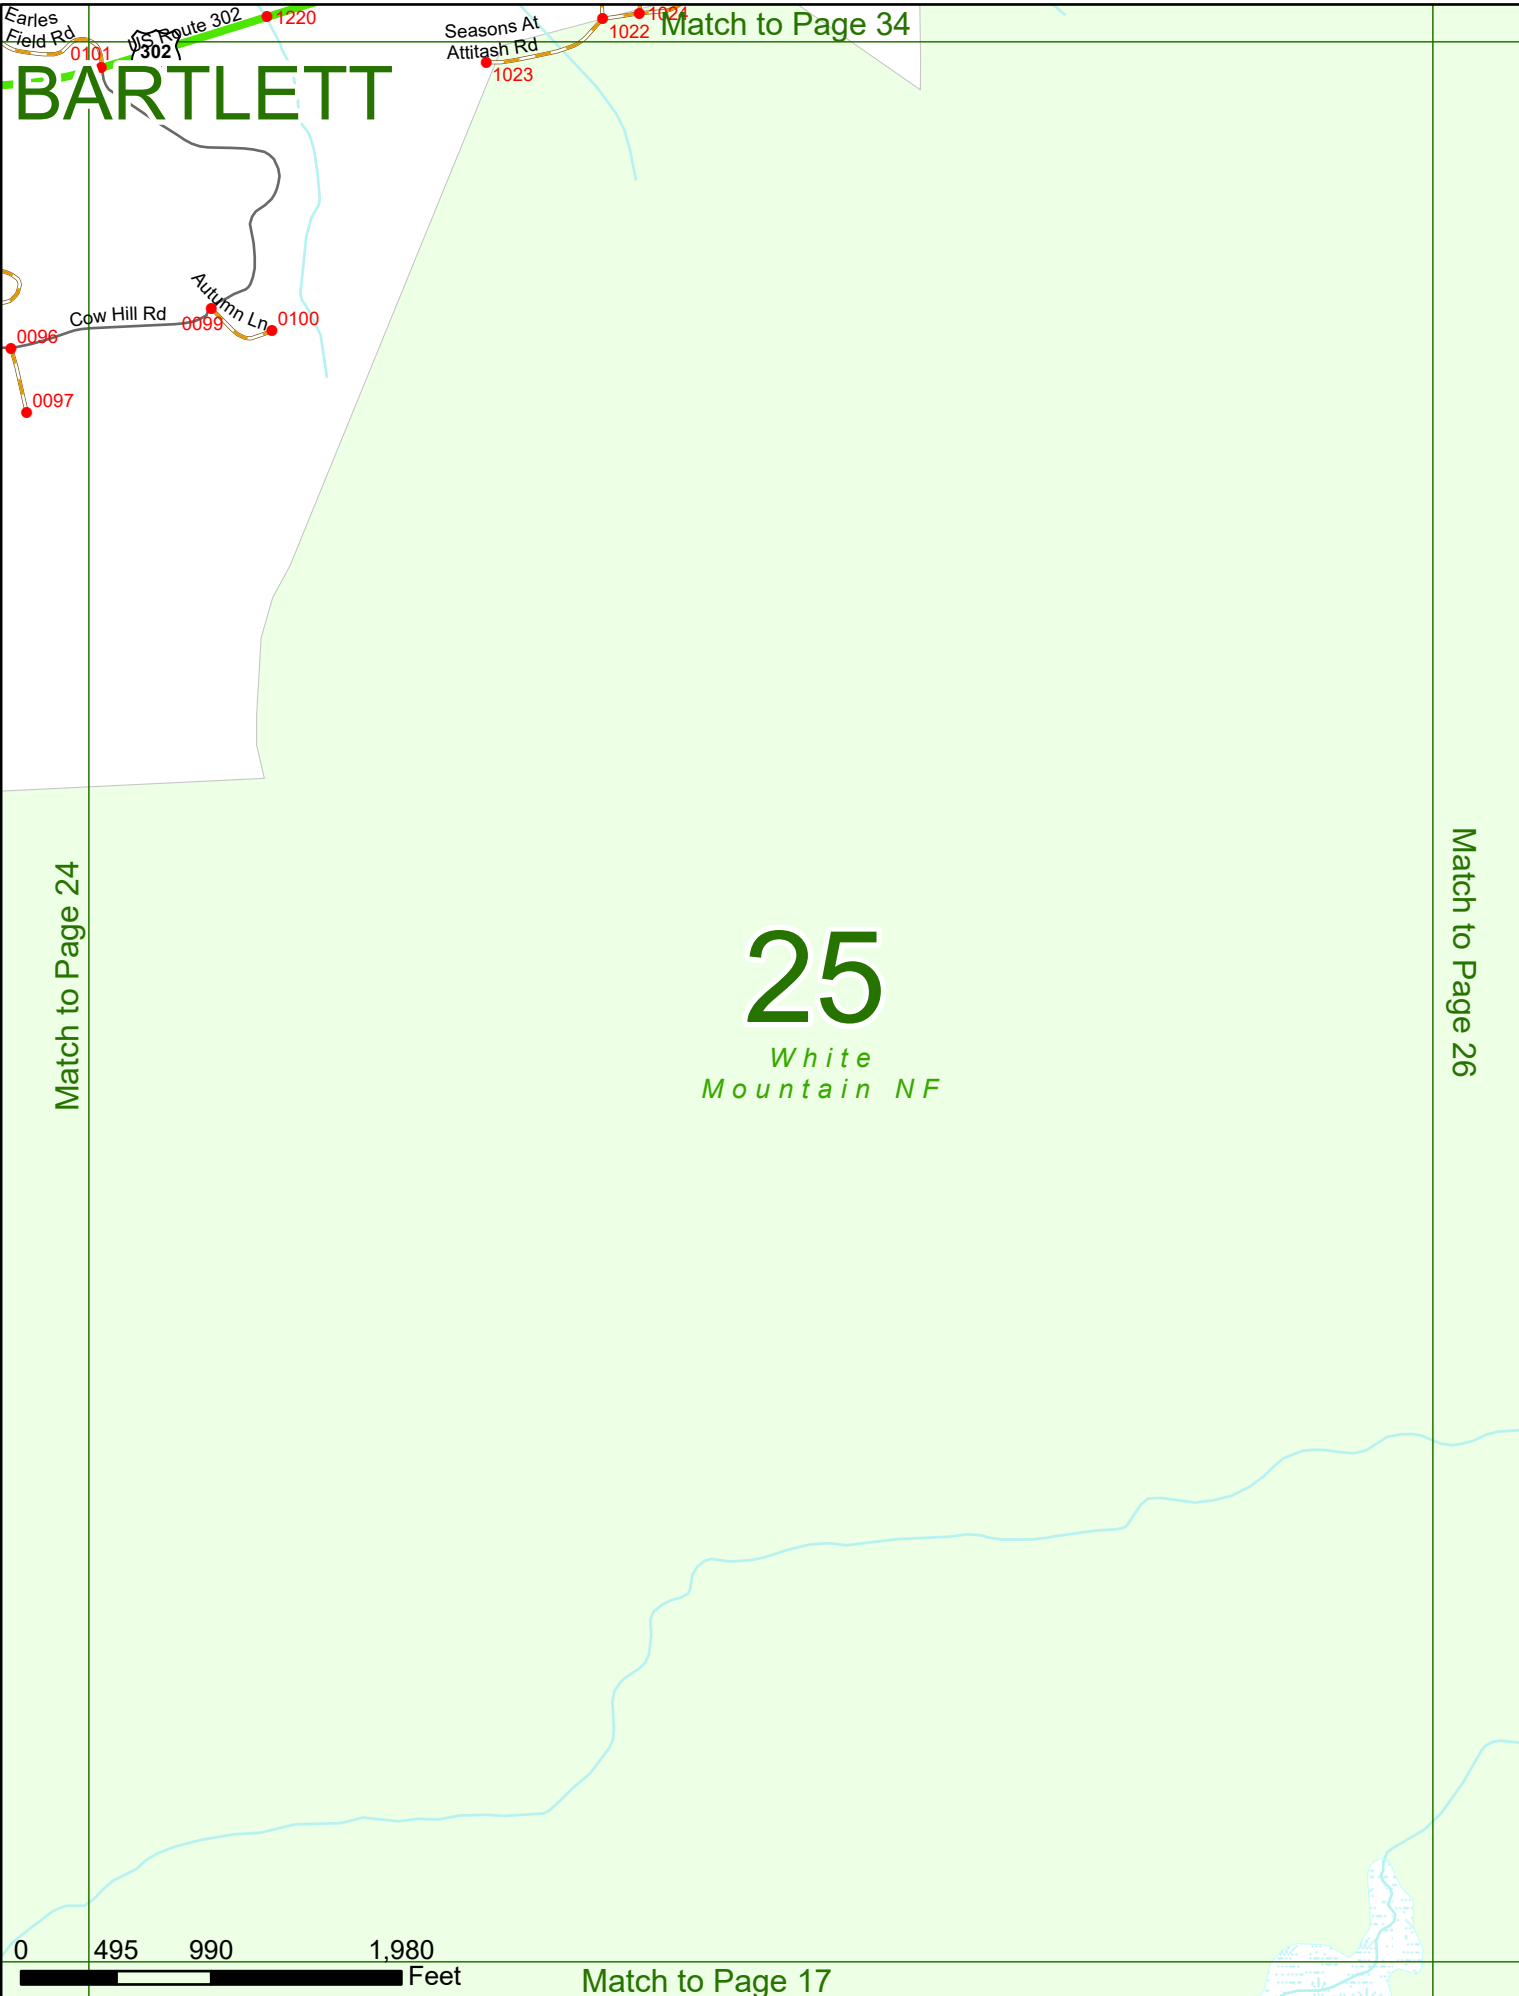 Earles
Field Rd
US Route 302
302
1220
0101
BARTLETT
Seasons At
Attitash Rd
1022
1023
1024
Match to Page 34
Autumn Ln
Cow Hill Rd
0099
0100
0096
0097
Match to Page 24
25
White
Mountain NF
Match to Page 26
0 495 990 1,980
Feet
Match to Page 17